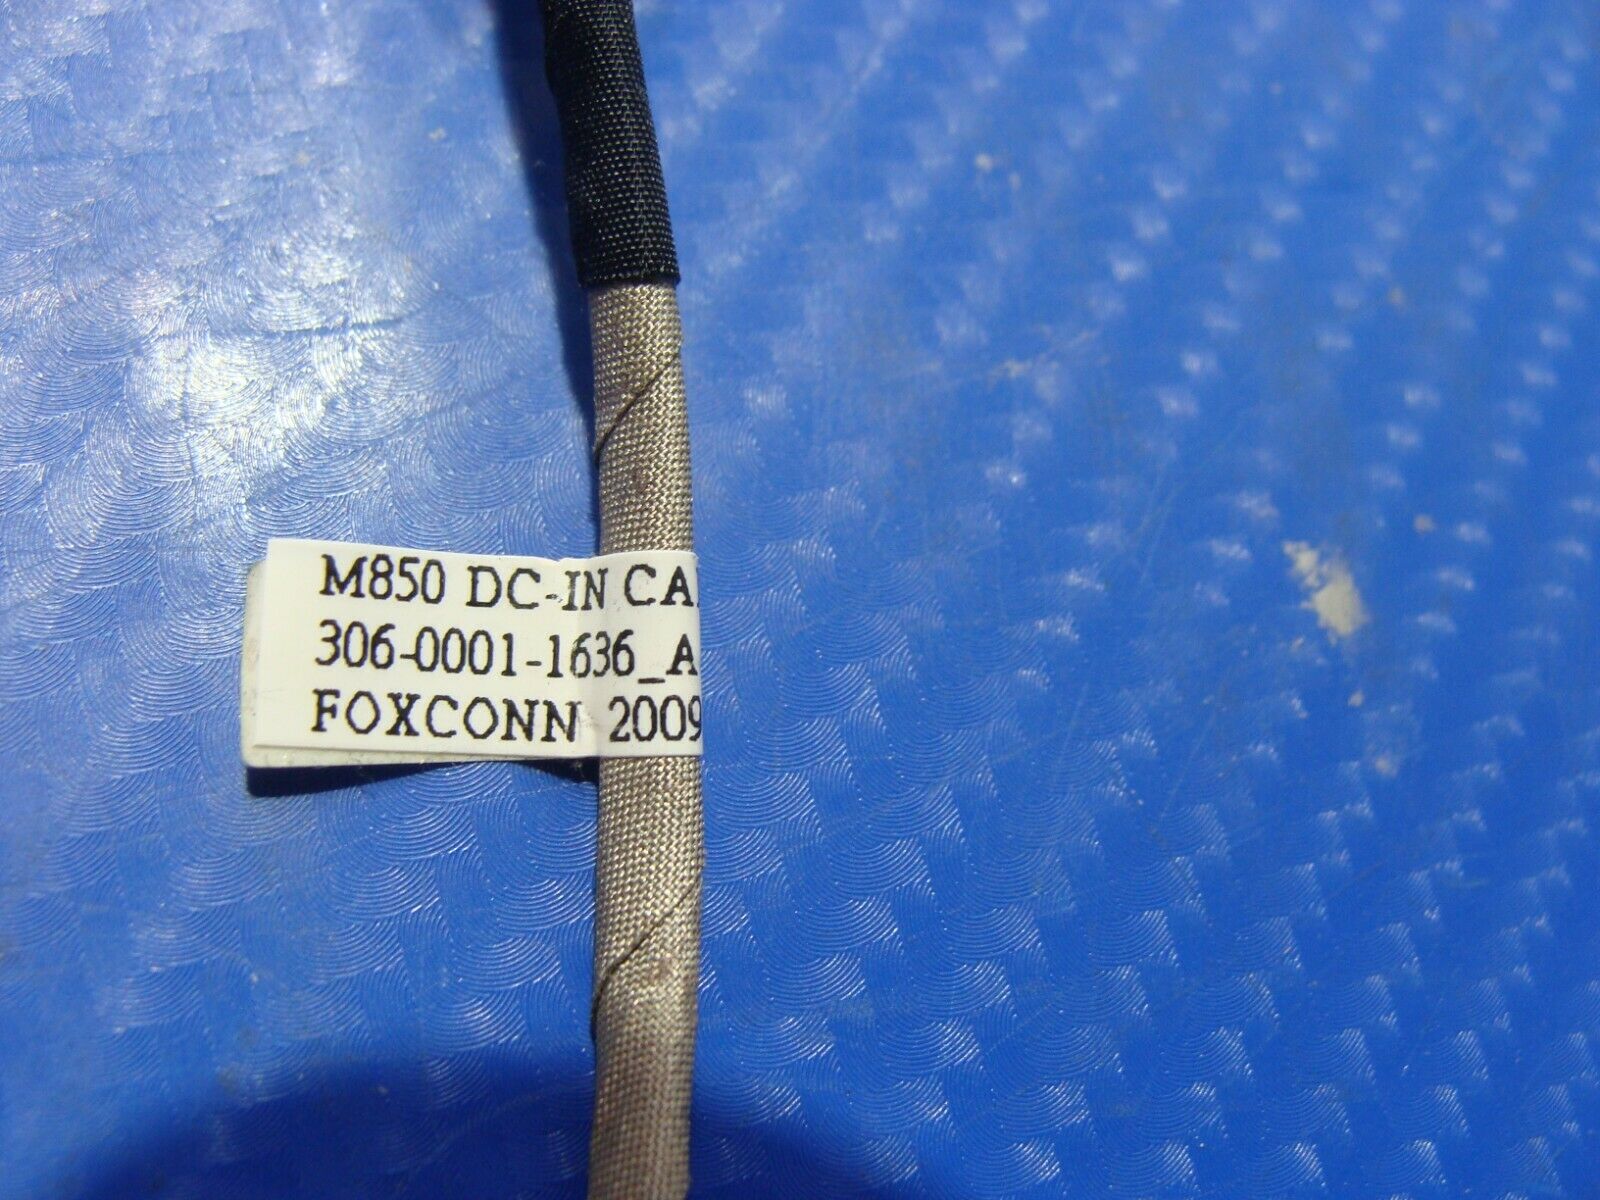 M850 DC-IN CA
306-0001-1636_A
FOXCONN 2009